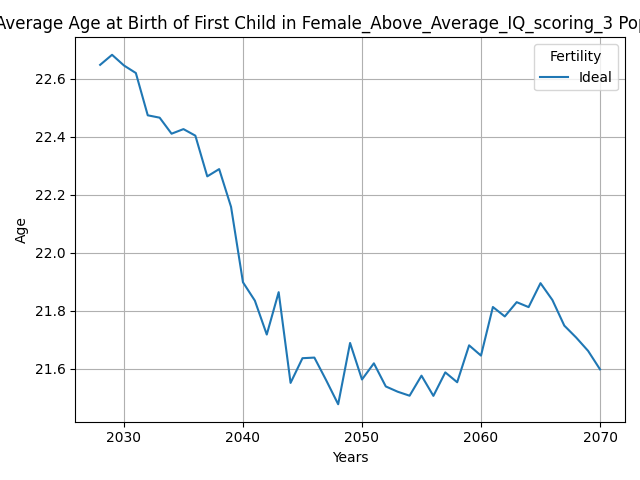 Average Age at Birth of First Child in Female_Above_Average_IQ_scoring_3
Fertility
Ideal
22.6
22.4
22.2
22.0
21.8
21.6
Age
2030 2040 2050 2060 2070
Years